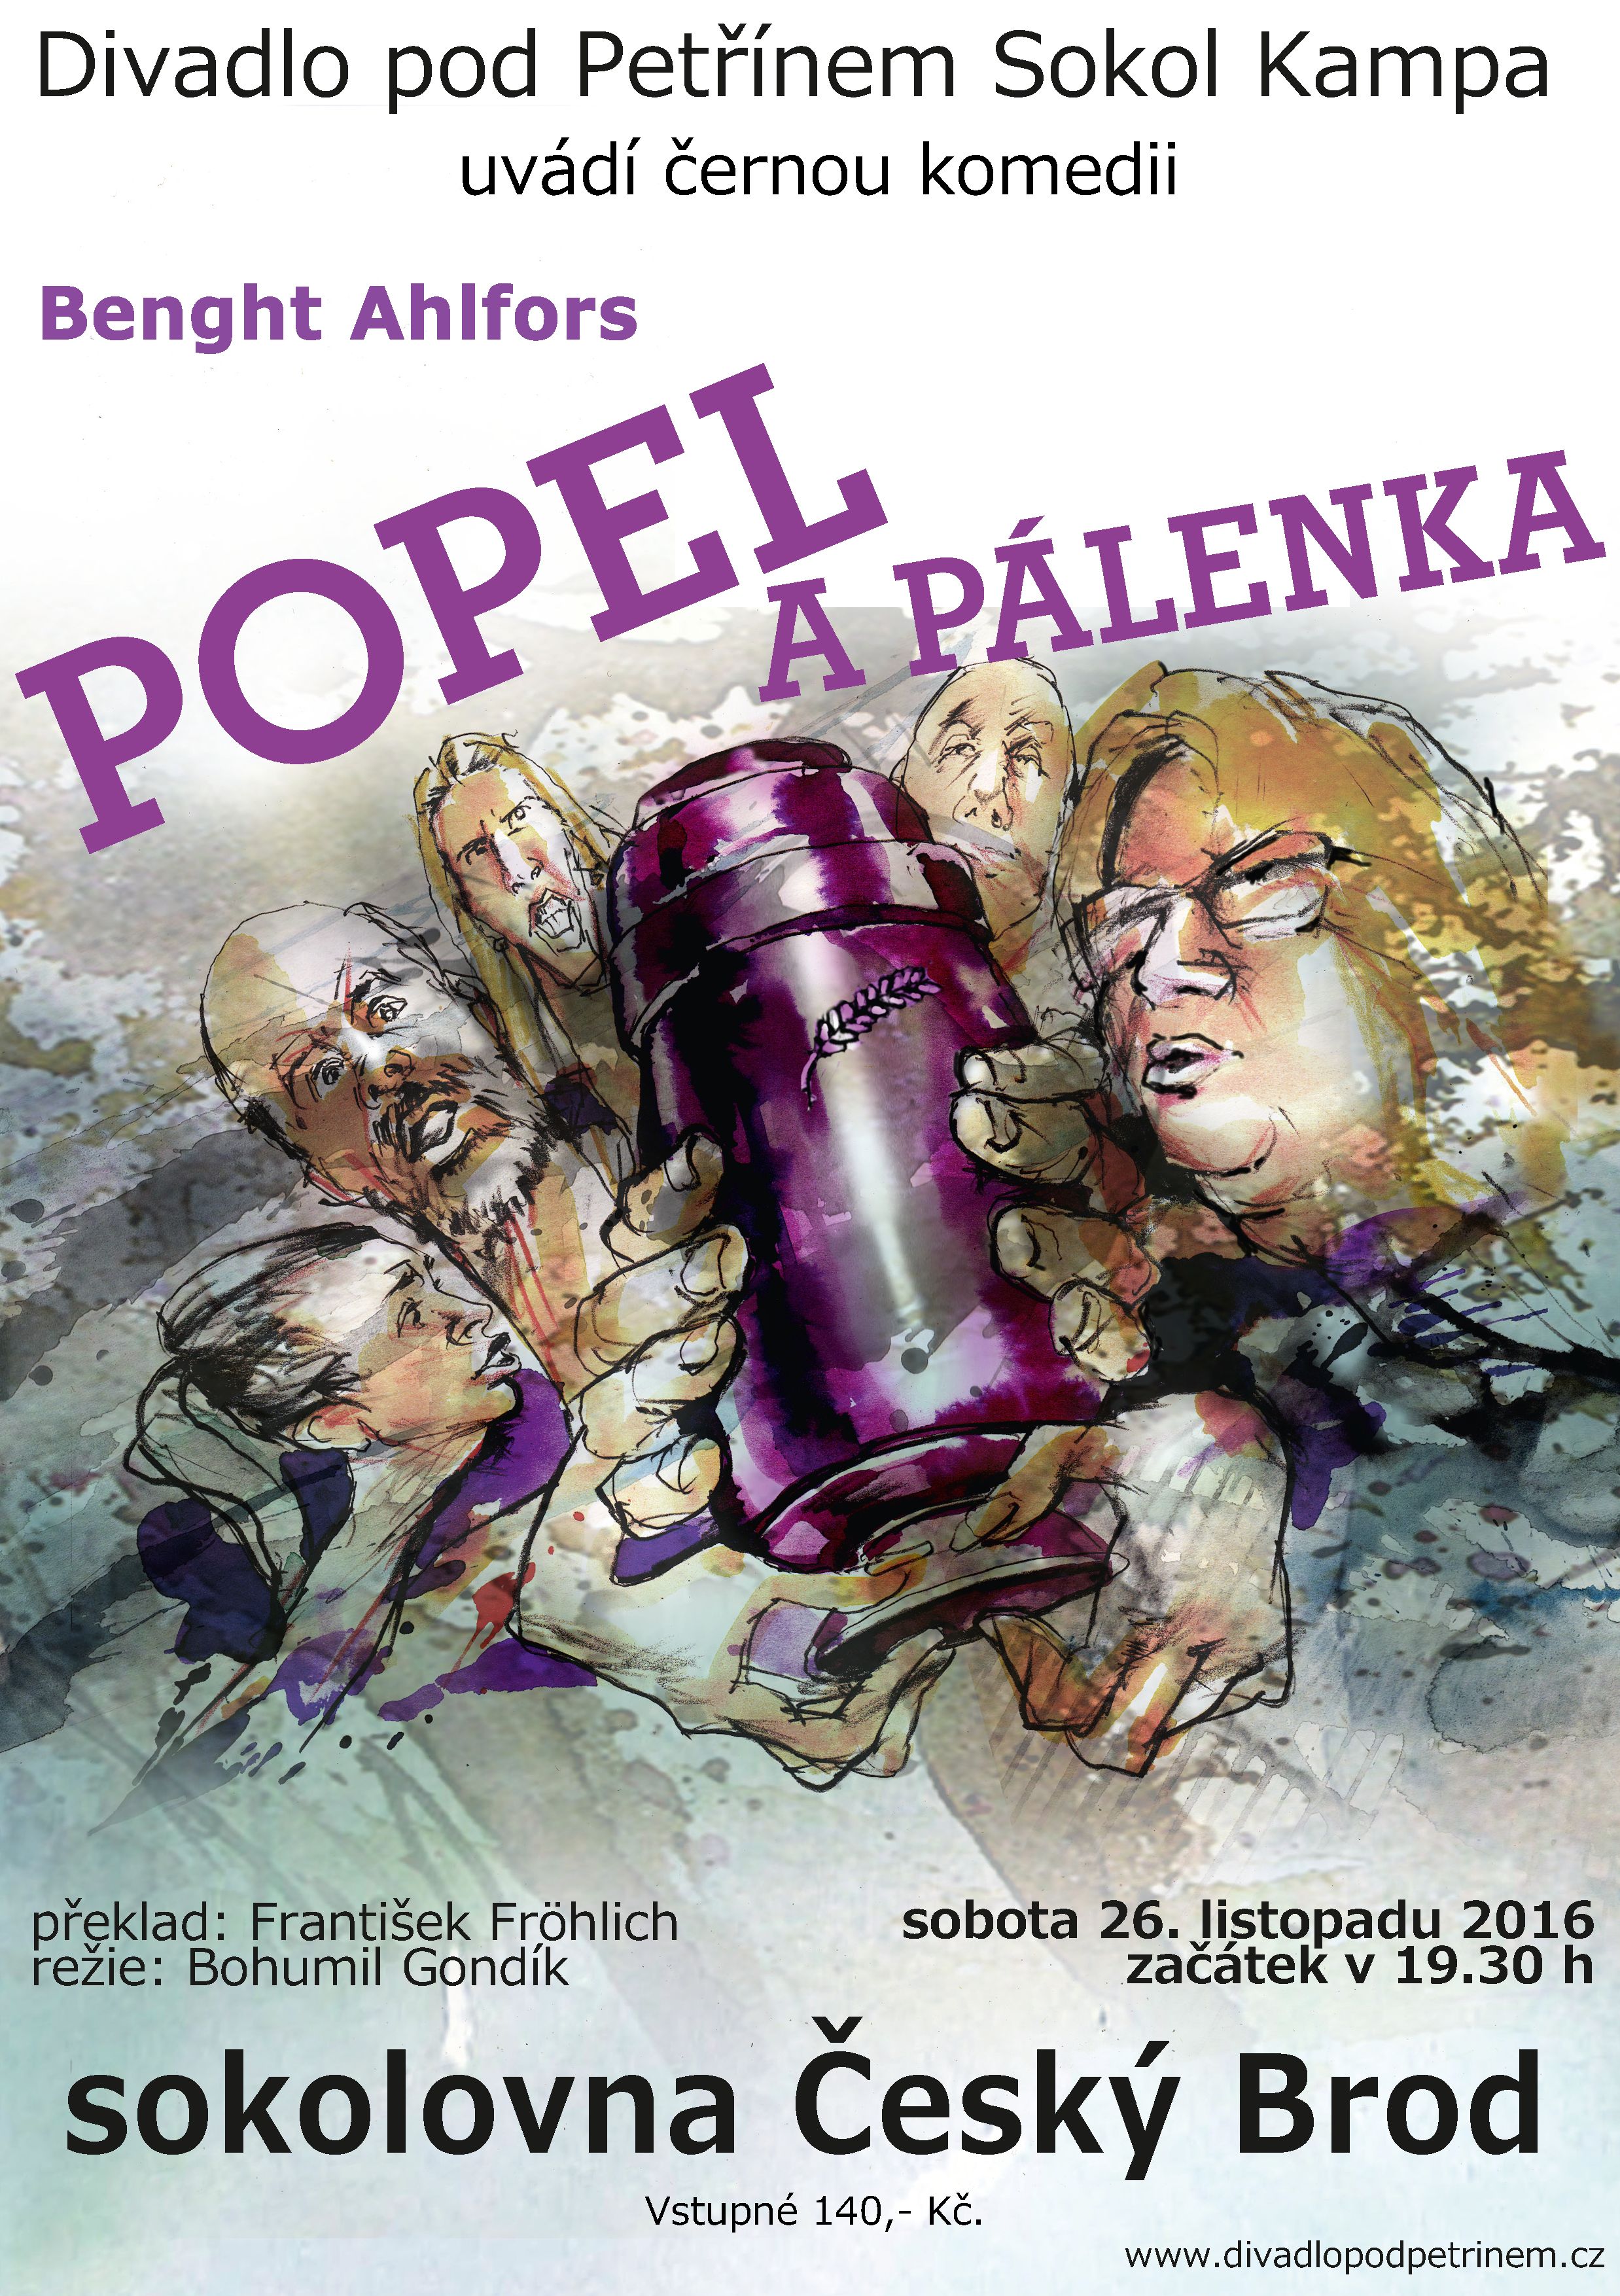 Divadlo pod Petřínem Sokol Kampa
uvádí černou komedii
Benght Ahlfors
POPEL
A PÁLENKA
překlad: František Fröhlich
režie: Bohumil Gondík
sobota 26. listopadu 2016
začátek v 19.30 h
sokolovna Český Brod
Vstupné 140,- Kč.
www.divadlopodpetrinem.cz